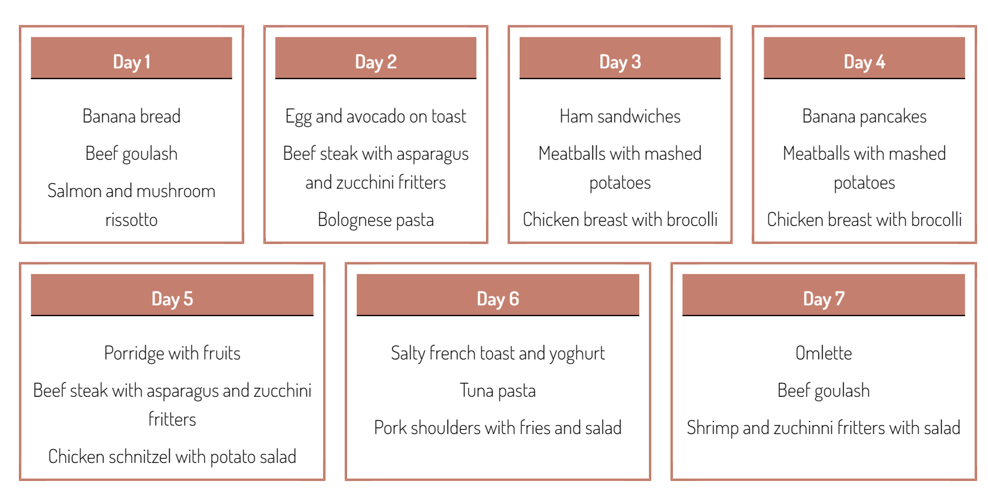 Day 1
Banana bread
Beef goulash
Salmon and mushroom
rissotto
Day 2
Egg and avocado on toast
Beef steak with asparagus
and zucchini fritters
Bolognese pasta
Day 3
Ham sandwiches
Meatballs with mashed
potatoes
Chicken breast with brocolli
Day 4
Banana pancakes
Meatballs with mashed
potatoes
Chicken breast with brocolli
Day 5
Porridge with fruits
Beef steak with asparagus and zucchini
fritters
Chicken schnitzel with potato salad
Day 6
Salty french toast and yoghurt
Tuna pasta
Pork shoulders with fries and salad
Day 7
Omlette
Beef goulash
Shrimp and zuchinni fritters with salad